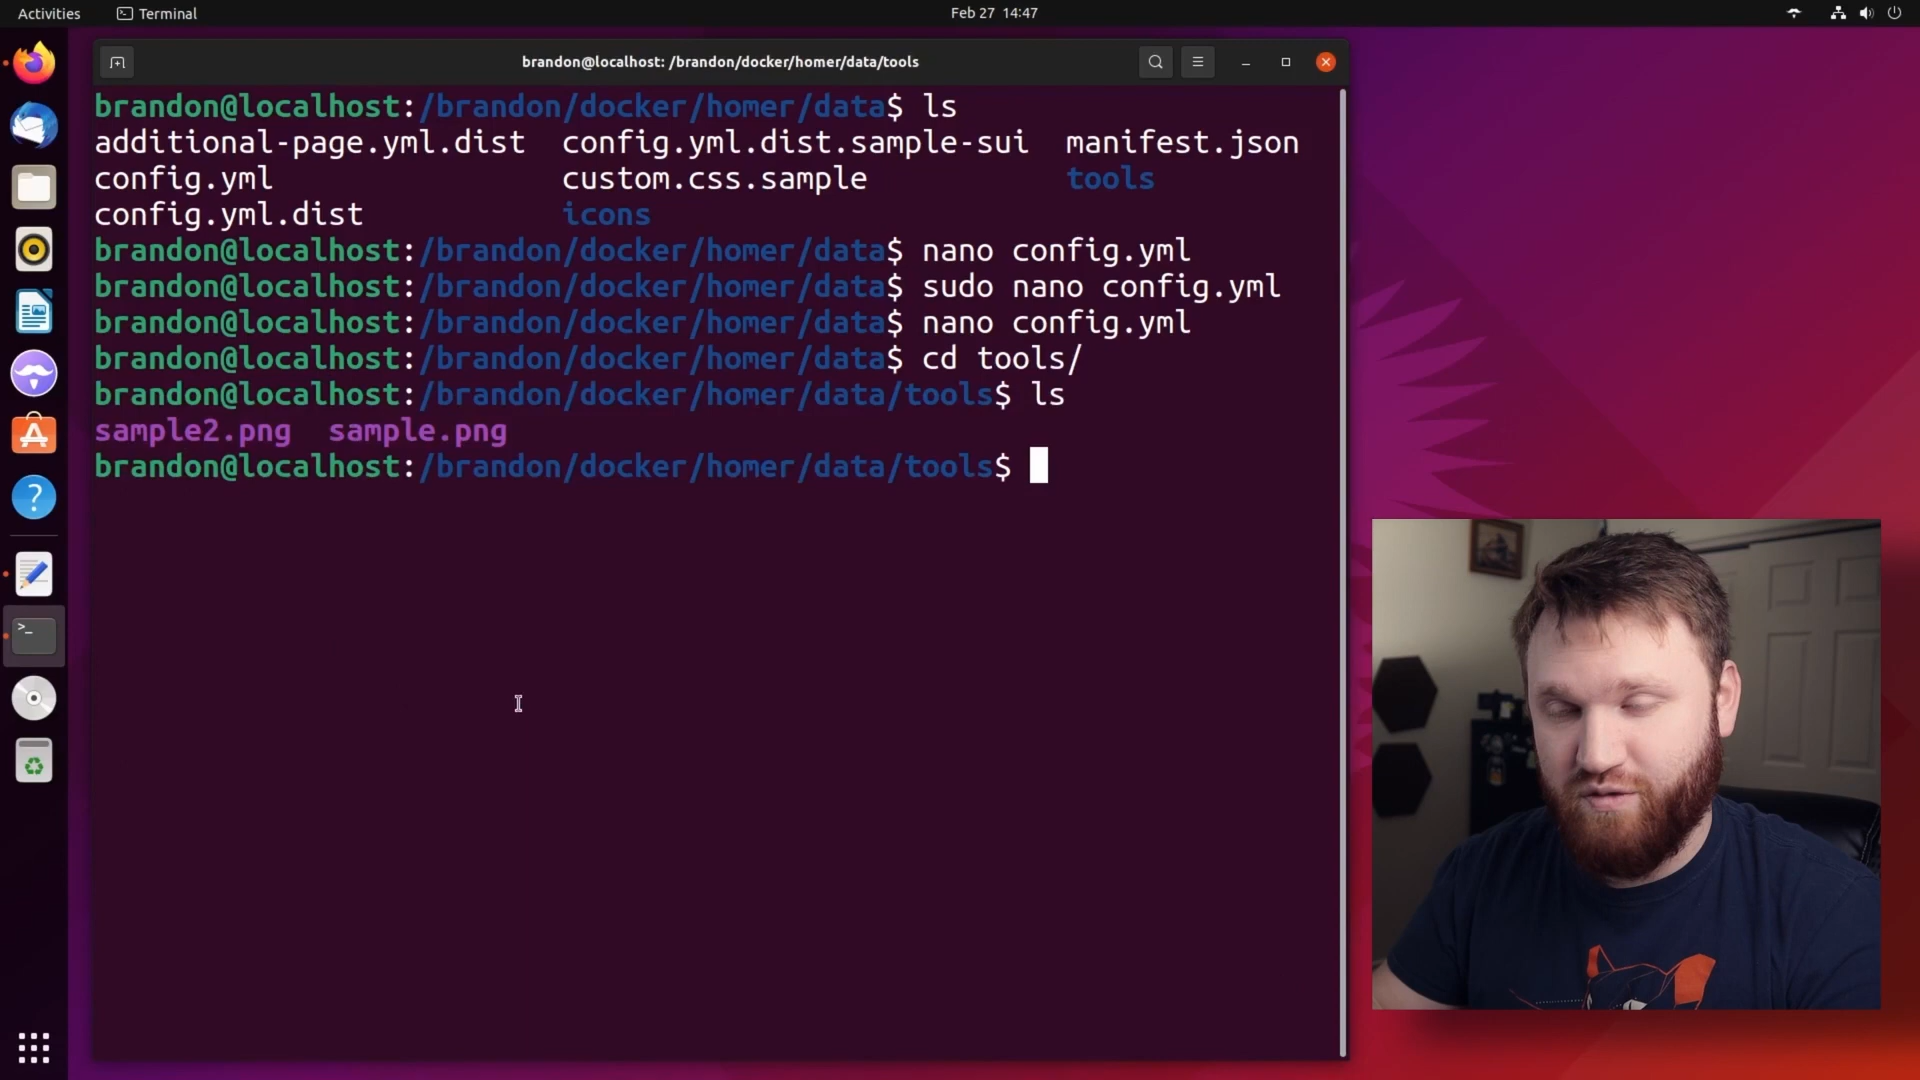 Activities
Terminal
Feb 27 14:47
brandon@localhost: /brandon/docker/homer/data/tools
brandon@localhost:/brandon/docker/homer/data$ ls
additional-page.yml.dist config.yml.dist.sample-sui manifest.json
config.yml custom.css.sample tools
config.yml.dist icons
brandon@localhost:/brandon/docker/homer/data$ nano config.yml
brandon@localhost:/brandon/docker/homer/data$ sudo nano config.yml
brandon@localhost:/brandon/docker/homer/data$ nano config.yml
brandon@localhost:/brandon/docker/homer/data$ cd tools/
brandon@localhost:/brandon/docker/homer/data/tools$ ls
sample2.png sample.png
brandon@localhost:/brandon/docker/homer/data/tools$